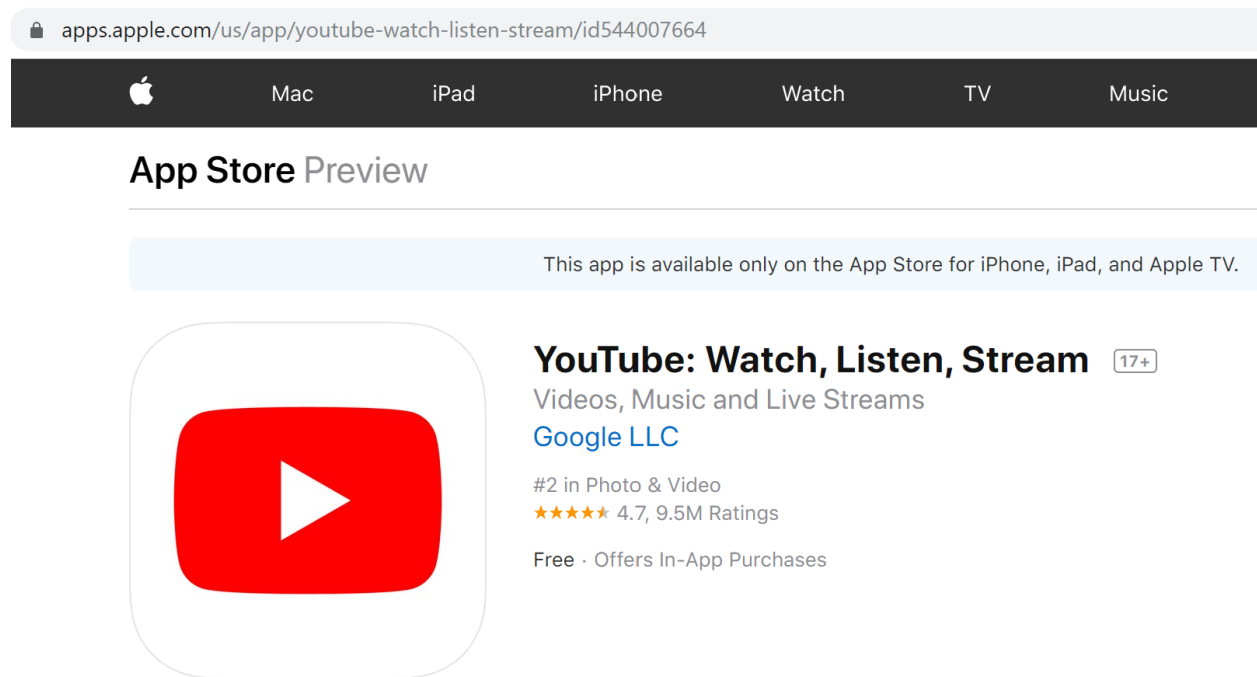 apps.apple.com/us/app/youtube-watch-listen-stream/id544007664
Mac iPad iPhone Watch TV Music
App Store Preview
This app is available only on the App Store for iPhone, iPad, and Apple TV.
YouTube: Watch, Listen, Stream 17+
Videos, Music and Live Streams
Google LLC
#2 in Photo & Video
4.7, 9.5M Ratings
Free · Offers In-App Purchases